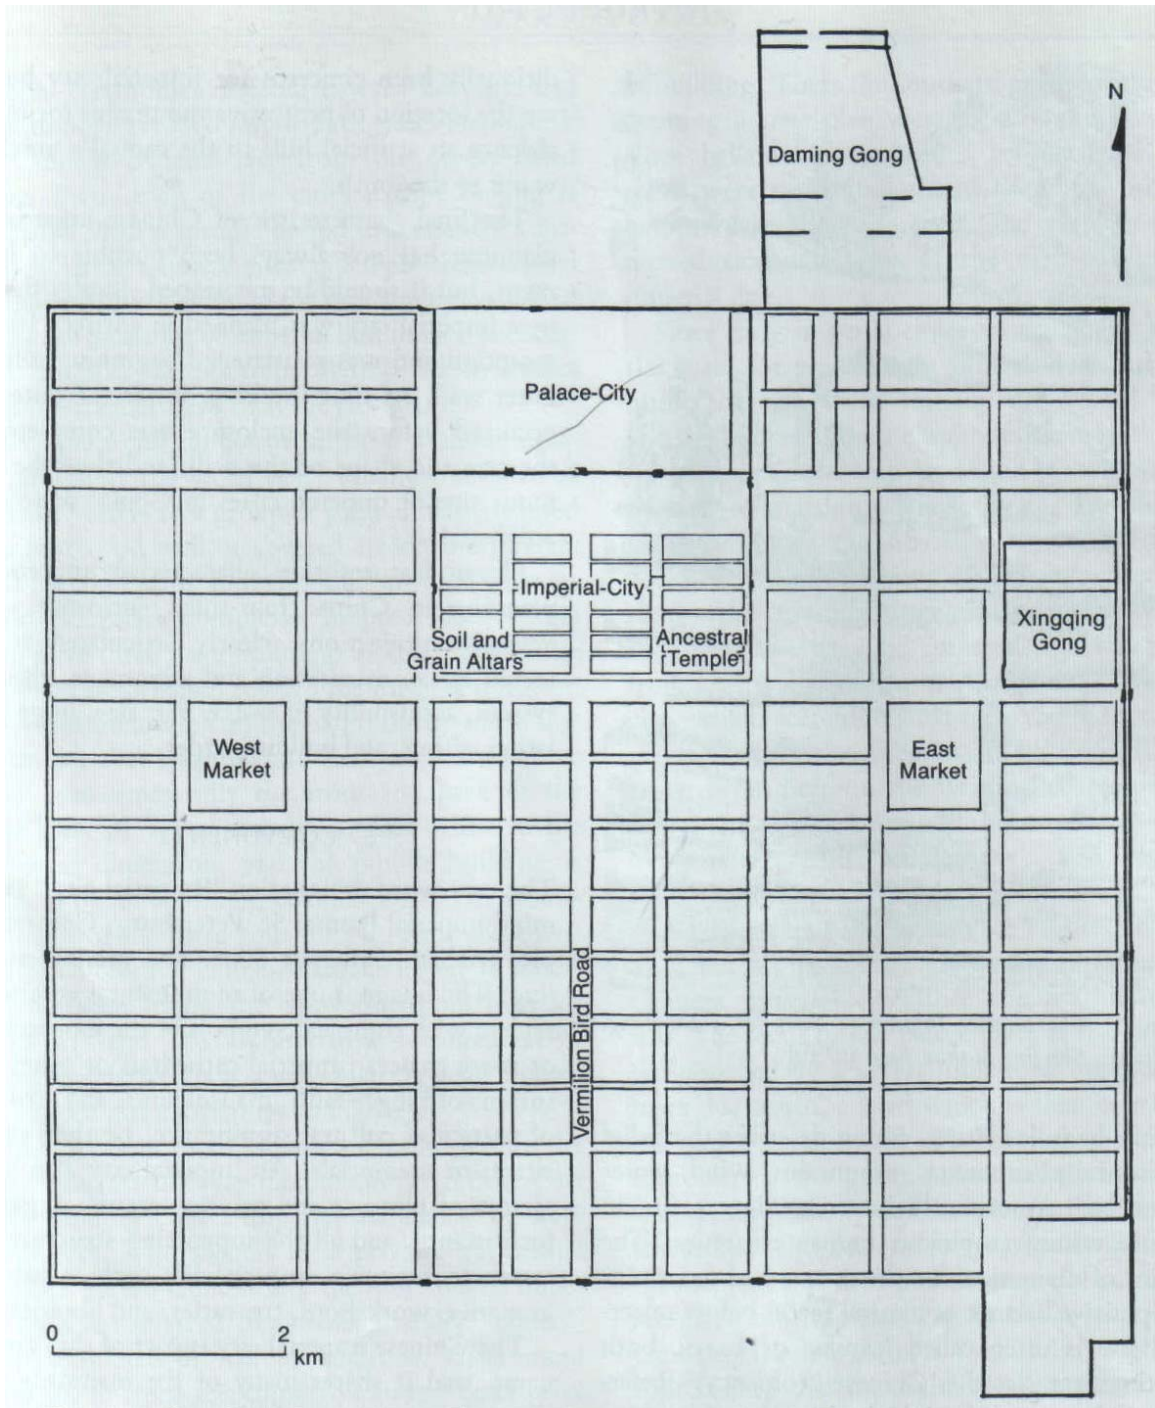 N
Daming Gong
Palace-City
Imperial-City
Xingqing
Gong
Soil and
Grain Altars
Ancestral
Temple
West
Market
East
Market
Vermilion Bird Road
0
2
km